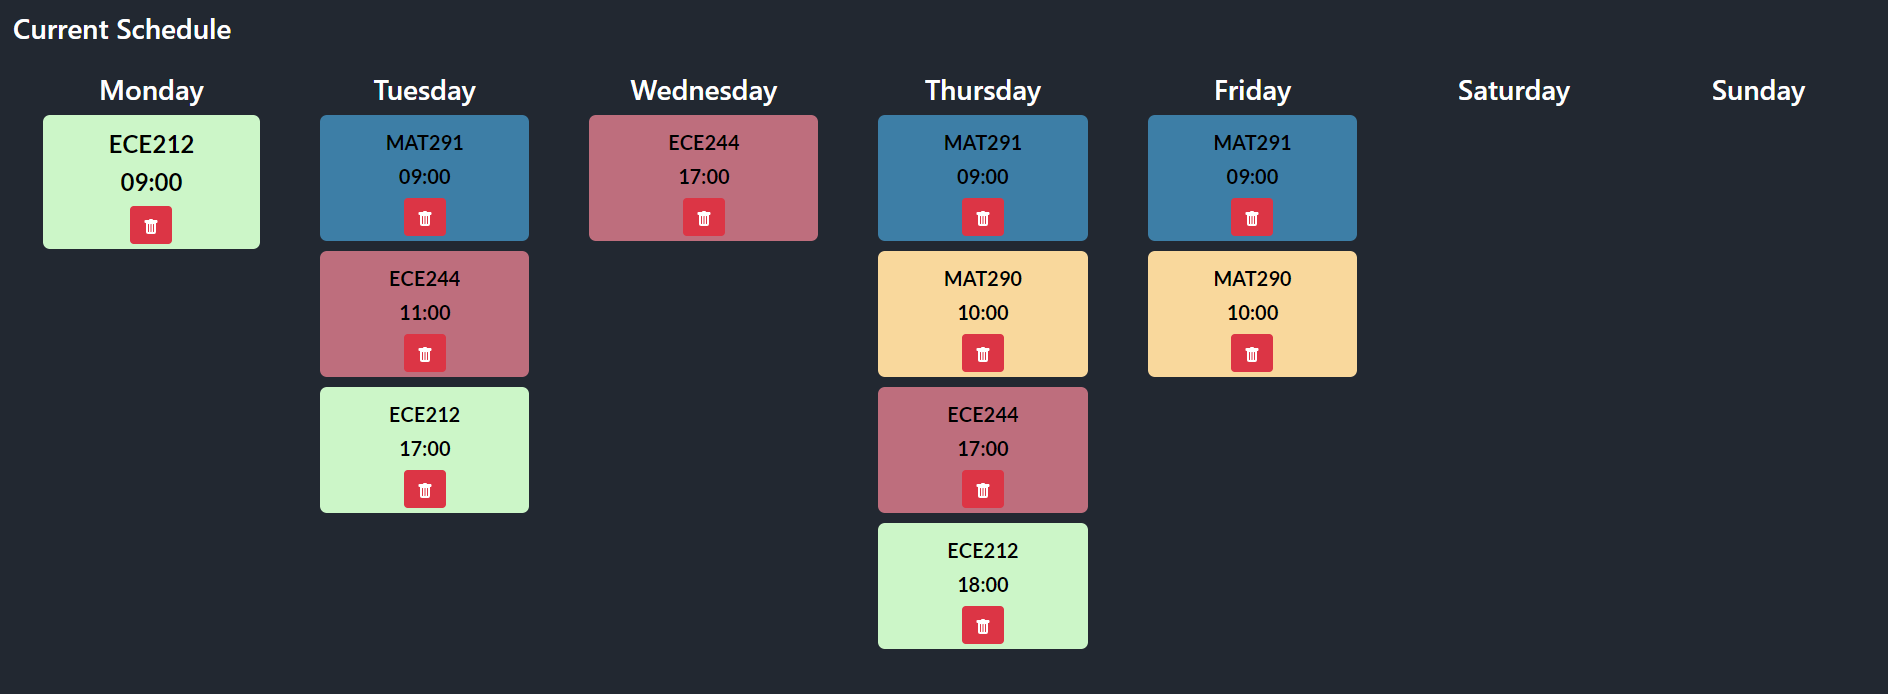 Current Schedule
Monday
Tuesday
Wednesday
Thursday
Friday
Saturday
Sunday
ECE212
09:00
MAT291
09:00
ECE244
11:00
ECE212
17:00
ECE244
17:00
MAT291
09:00
MAT290
10:00
ECE244
17:00
ECE212
18:00
MAT291
09:00
MAT290
10:00